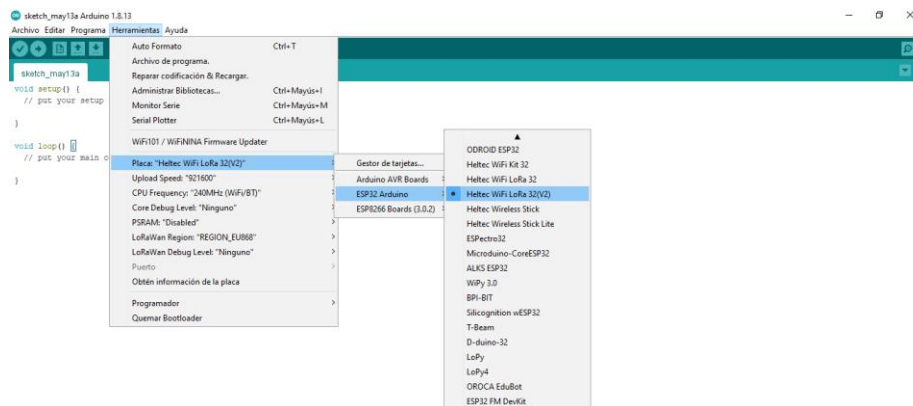 sketch_may13a Arduino 1.8.13
Archivo Editar Programa Herramientas Ayuda
sketch_may13a
void setup() {
// put your setup
}
void loop() {
// put your main c
}
Auto Formato Ctrl+T
Archivo de programa.
Reparar codificación & Recargar.
Administrar Bibliotecas... Ctrl+Mayús+I
Monitor Serie Ctrl+Mayús+M
Serial Plotter Ctrl+Mayús+L
WiFi101 / WiFiNINA Firmware Updater
Placa: "Heltec WiFi LoRa 32(V2)"
Upload Speed: "921600"
CPU Frequency: "240MHz (WiFi/BT)"
Core Debug Level: "Ninguno"
PSRAM: "Disabled"
LoRaWan Region: "REGION_EU868"
LoRaWan Debug Level: "Ninguno"
Puerto
Obtén información de la placa
Programador
Quemar Bootloader
Gestor de tarjetas...
Arduino AVR Boards
ESP32 Arduino
ESP8266 Boards (3.0.2)
ODROID ESP32
Heltec WiFi Kit 32
Heltec WiFi LoRa 32
Heltec WiFi LoRa 32(V2)
Heltec Wireless Stick
Heltec Wireless Stick Lite
ESPectro32
Microduino-CoreESP32
ALKS ESP32
WiPy 3.0
BPI-BIT
Silicognition wESP32
T-Beam
D-duino-32
LoPy
LoPy4
OROCA EduBot
ESP32 FM DevKit